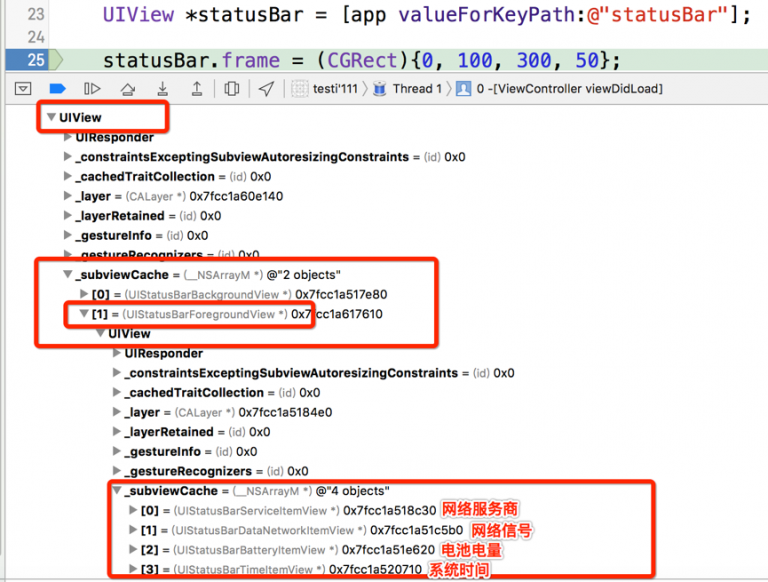 23 UIView *statusBar = [app valueForKeyPath:@"statusBar"];
24
25 statusBar.frame = (CGRect){0, 100, 300, 50};
testi'111 Thread 1 0 -[ViewController viewDidLoad]
UIView
UIResponder
_constraintsExceptingSubviewAutoresizingConstraints = (id) 0x0
_cachedTraitCollection = (id) 0x0
_layer = (CALayer *) 0x7fcc1a60e140
_layerRetained = (id) 0x0
_gestureInfo = (id) 0x0
_gestureRecognizers = (id) 0x0
_subviewCache = (__NSArrayM *) @"2 objects"
[0] = (UIStatusBarBackgroundView *) 0x7fcc1a517e80
[1] = (UIStatusBarForegroundView *) 0x7fcc1a617610
UIView
UIResponder
_constraintsExceptingSubviewAutoresizingConstraints = (id) 0x0
_cachedTraitCollection = (id) 0x0
_layer = (CALayer *) 0x7fcc1a5184e0
_layerRetained = (id) 0x0
_gestureInfo = (id) 0x0
_gestureRecognizers = (id) 0x0
_subviewCache = (__NSArrayM *) @"4 objects"
[0] = (UIStatusBarServiceItemView *) 0x7fcc1a518c30 网络服务商
[1] = (UIStatusBarDataNetworkItemView *) 0x7fcc1a51c5b0 网络信号
[2] = (UIStatusBarBatteryItemView *) 0x7fcc1a51e620 电池电量
[3] = (UIStatusBarTimeItemView *) 0x7fcc1a520710 系统时间